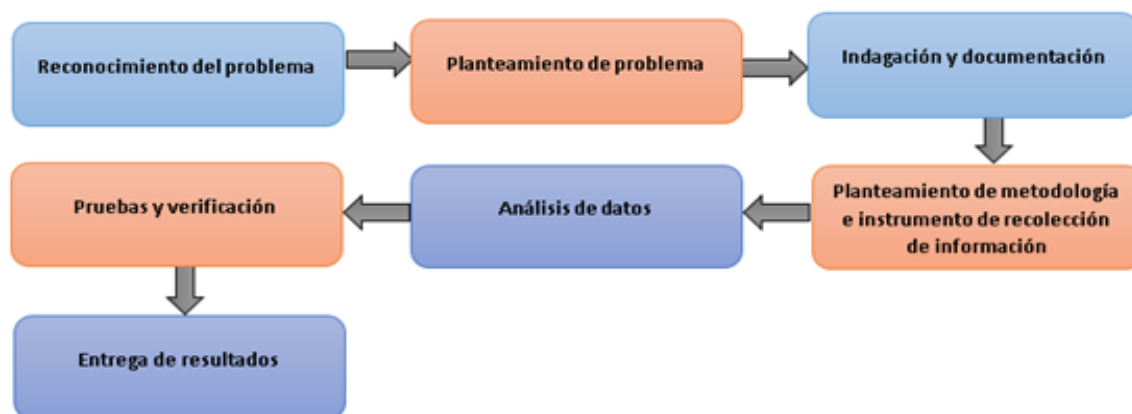 Reconocimiento del problema
Planteamiento de problema
Indagación y documentación
Planteamiento de metodología
e instrumento de recolección
de información
Análisis de datos
Pruebas y verificación
Entrega de resultados